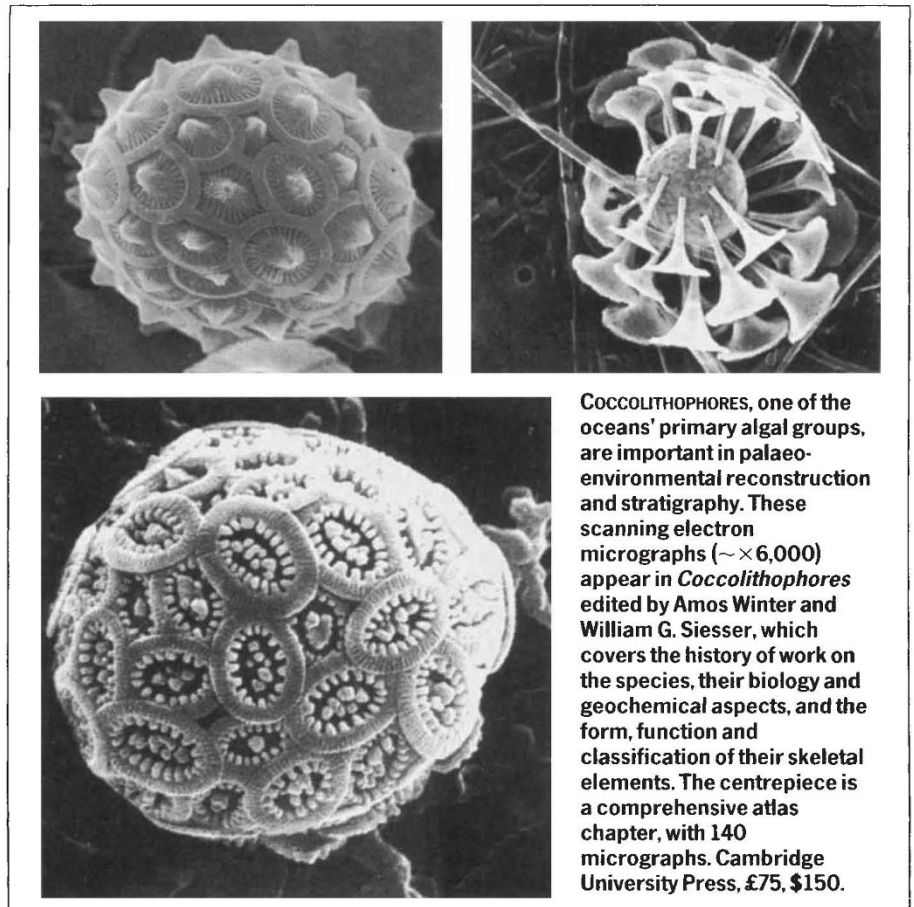 COCCOLITHOPHORES, one of the
oceans' primary algal groups,
are important in palaeo-
environmental reconstruction
and stratigraphy. These
scanning electron
micrographs (~×6,000)
appear in Coccolithophores
edited by Amos Winter and
William G. Siesser, which
covers the history of work on
the species, their biology and
geochemical aspects, and the
form, function and
classification of their skeletal
elements. The centrepiece is
a comprehensive atlas
chapter, with 140
micrographs. Cambridge
University Press, £75, $150.